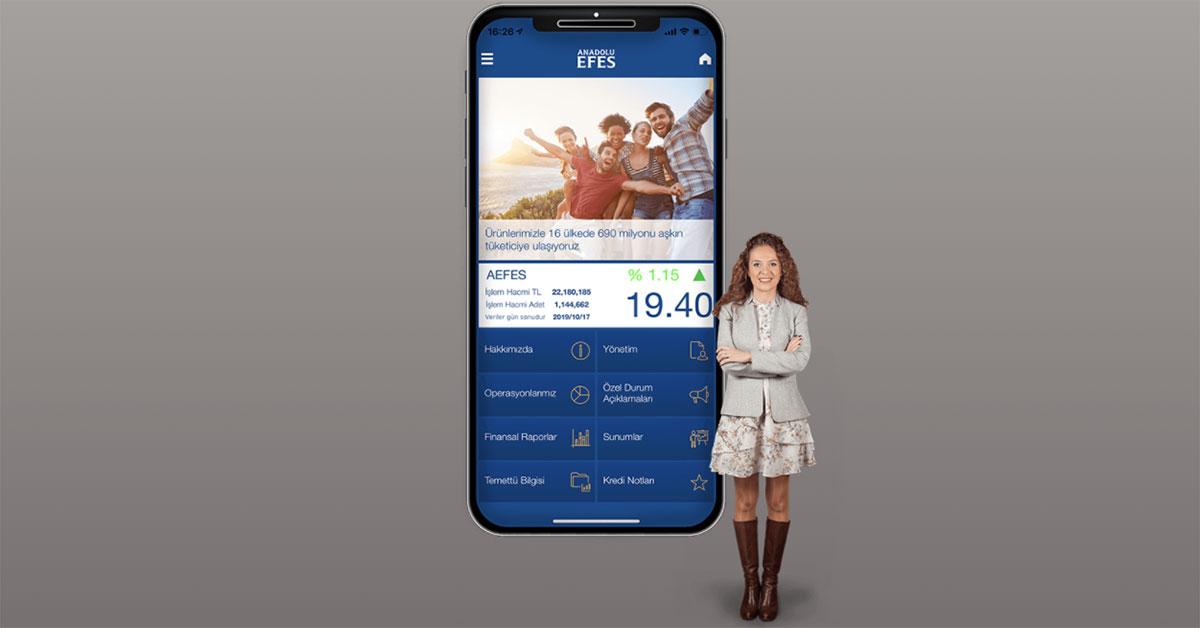 16:26
ANADOLU
EFES
Ürünlerimizle 16 ülkede 690 milyonu aşkın
tüketiciye ulaşıyoruz
AEFES
% 1.15
İşlem Hacmi TL 22,180,185
İşlem Hacmi Adet 1,144,662
Veriler gün sonudur 2019/10/17
19.40
Hakkımızda
Yönetim
Operasyonlarımız
Özel Durum
Açıklamaları
Finansal Raporlar
Sunumlar
Temettü Bilgisi
Kredi Notları